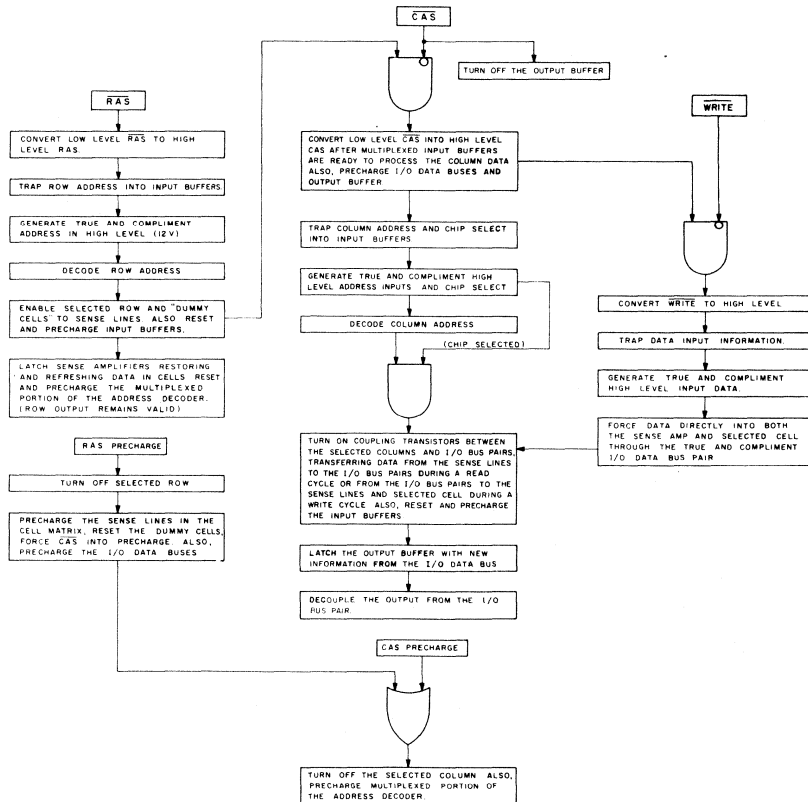 CAS
TURN OFF THE OUTPUT BUFFER
RAS
CONVERT LOW LEVEL RAS TO HIGH
LEVEL RAS.
TRAP ROW ADDRESS INTO INPUT BUFFERS.
GENERATE TRUE AND COMPLIMENT
ADDRESS IN HIGH LEVEL (12V)
DECODE ROW ADDRESS
ENABLE SELECTED ROW AND "DUMMY
CELLS" TO SENSE LINES. ALSO RESET
AND PRECHARGE INPUT BUFFERS.
LATCH SENSE AMPLIFIERS RESTORING
AND REFRESHING DATA IN CELLS. RESET
AND PRECHARGE THE MULTIPLEXED
PORTION OF THE ADDRESS DECODER.
(ROW OUTPUT REMAINS VALID)
RAS PRECHARGE
TURN OFF SELECTED ROW
PRECHARGE THE SENSE LINES IN THE
CELL MATRIX, RESET THE DUMMY CELLS,
FORCE CAS INTO PRECHARGE. ALSO,
PRECHARGE THE I/O DATA BUSES
CONVERT LOW LEVEL CAS INTO HIGH LEVEL
CAS AFTER MULTIPLEXED INPUT BUFFERS
ARE READY TO PROCESS THE COLUMN DATA
ALSO, PRECHARGE I/O DATA BUSES AND
OUTPUT BUFFER
TRAP COLUMN ADDRESS AND CHIP SELECT
INTO INPUT BUFFERS
GENERATE TRUE AND COMPLIMENT HIGH
LEVEL ADDRESS INPUTS AND CHIP SELECT
DECODE COLUMN ADDRESS
(CHIP SELECTED)
TURN ON COUPLING TRANSISTORS BETWEEN
THE SELECTED COLUMNS AND I/O BUS PAIRS,
TRANSFERRING DATA FROM THE SENSE LINES
TO THE I/O BUS PAIRS DURING A READ
CYCLE OR FROM THE I/O BUS PAIRS TO THE
SENSE LINES AND SELECTED CELL DURING A
WRITE CYCLE ALSO, RESET AND PRECHARGE
THE INPUT BUFFERS
LATCH THE OUTPUT BUFFER WITH NEW
INFORMATION FROM THE I/O DATA BUS
DECOUPLE THE OUTPUT FROM THE I/O
BUS PAIR.
WRITE
CONVERT WRITE TO HIGH LEVEL
TRAP DATA INPUT INFORMATION.
GENERATE TRUE AND COMPLIMENT
HIGH LEVEL INPUT DATA.
FORCE DATA DIRECTLY INTO BOTH
THE SENSE AMP AND SELECTED CELL
THROUGH THE TRUE AND COMPLIMENT
I/O DATA BUS PAIR
CAS PRECHARGE
TURN OFF THE SELECTED COLUMN ALSO,
PRECHARGE MULTIPLEXED PORTION OF
THE ADDRESS DECODER.